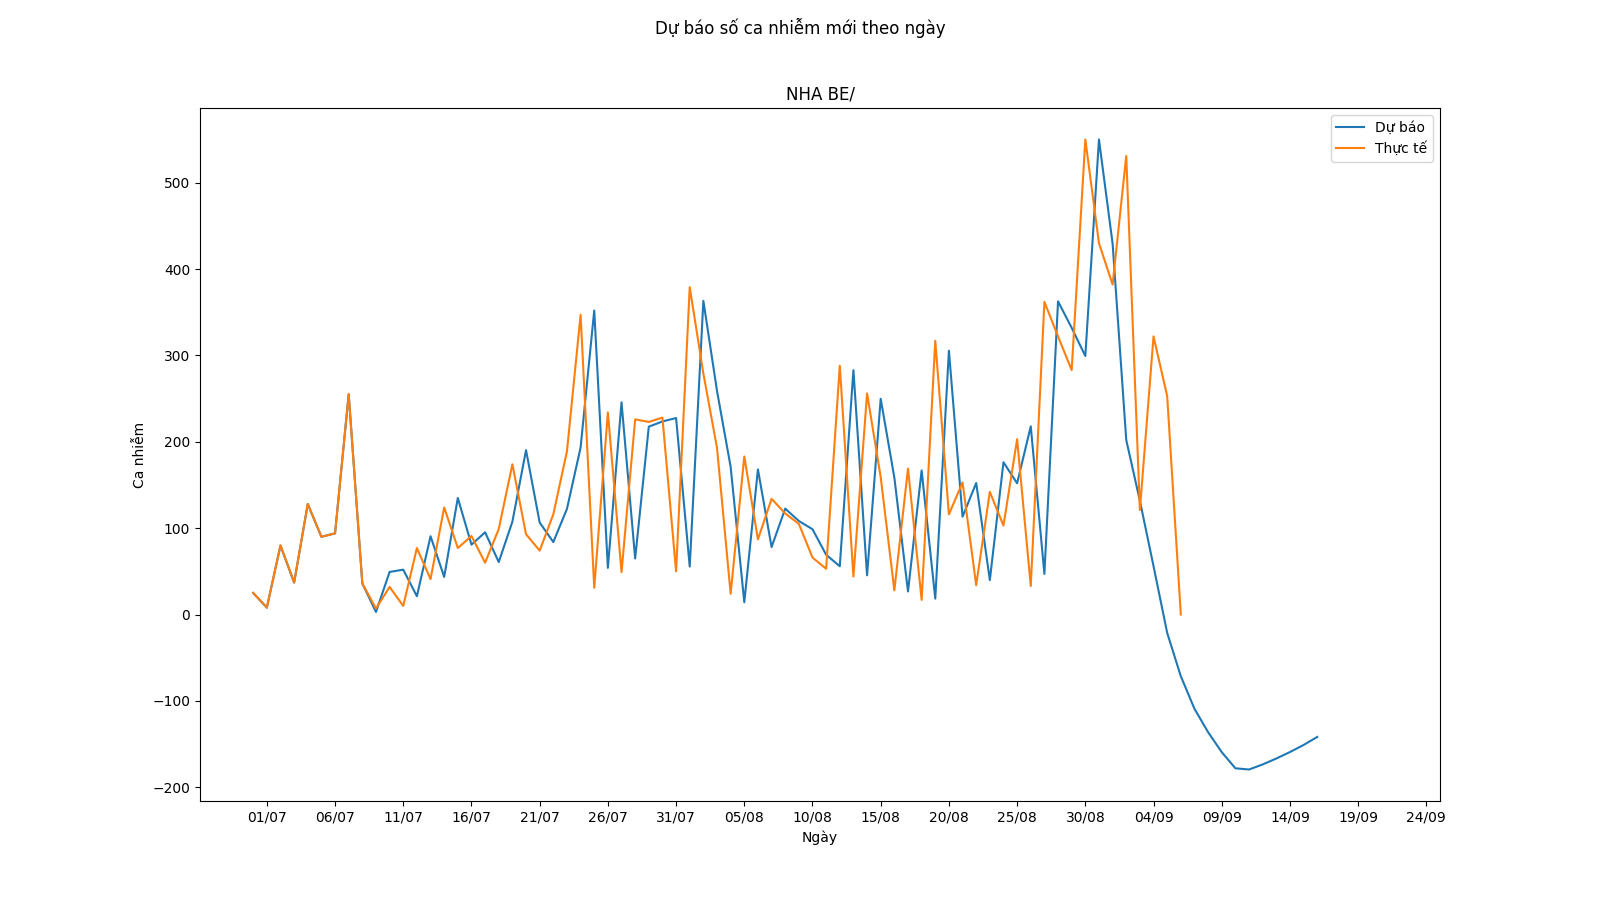 Dự báo số ca nhiễm mới theo ngày
NHA BE/
Dự báo
Thực tế
500
400
300
200
100
0
−100
−200
Ca nhiễm
01/07 06/07 11/07 16/07 21/07 26/07 31/07 05/08 10/08 15/08 20/08 25/08 30/08 04/09 09/09 14/09 19/09 24/09
Ngày